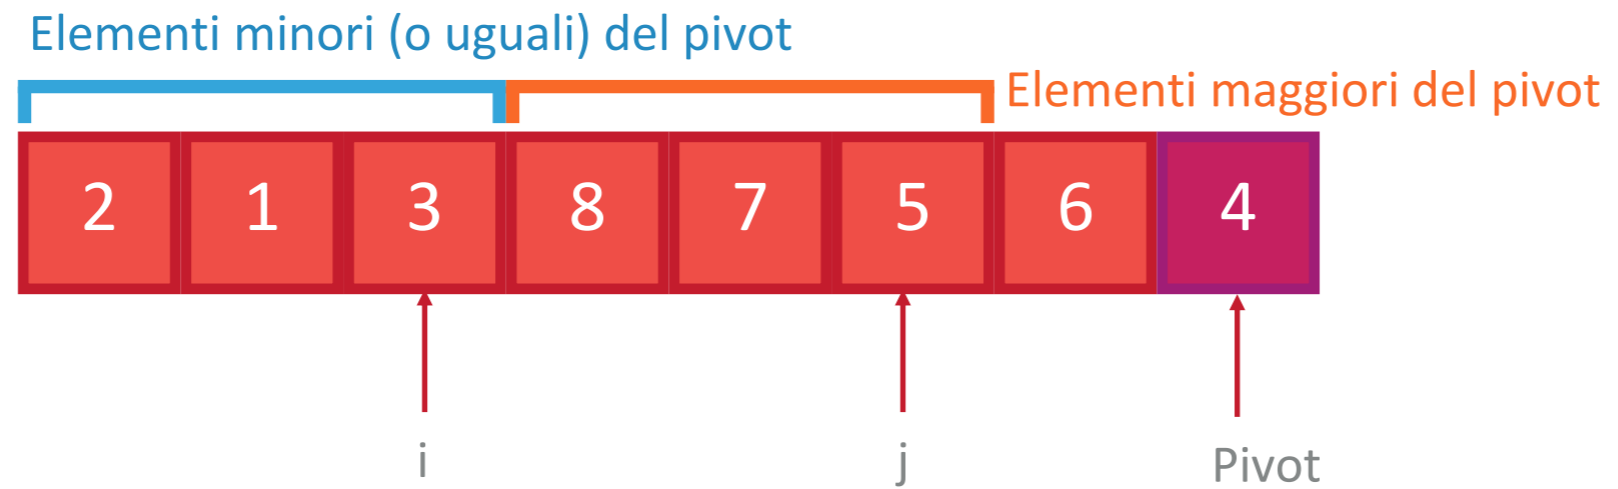 Elementi minori (o uguali) del pivot
Elementi maggiori del pivot
2 1 3 8 7 5 6 4
i j Pivot